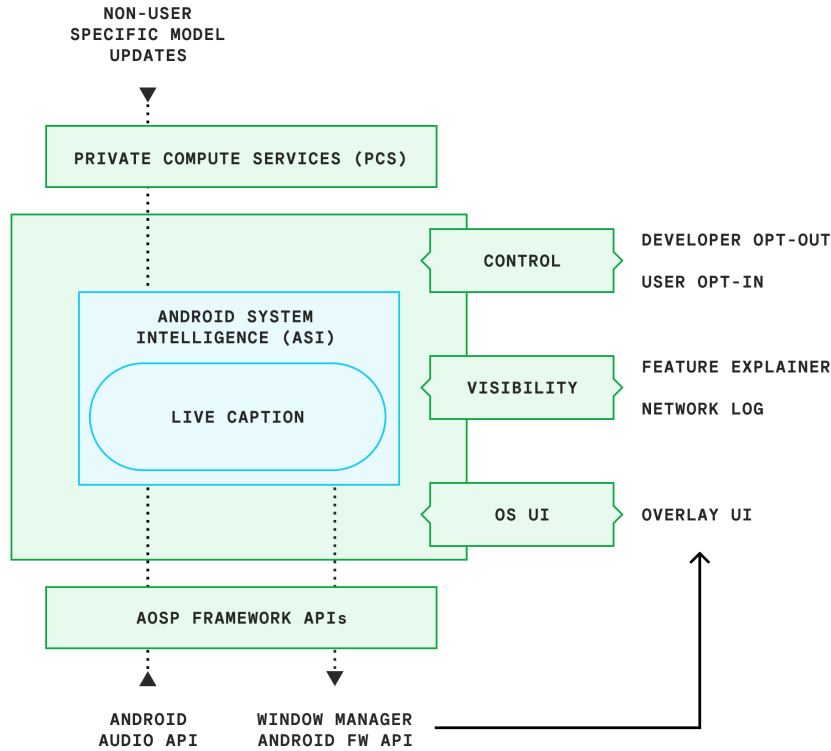 NON-USER
SPECIFIC MODEL
UPDATES
PRIVATE COMPUTE SERVICES (PCS)
CONTROL
DEVELOPER OPT-OUT
USER OPT-IN
ANDROID SYSTEM
INTELLIGENCE (ASI)
LIVE CAPTION
VISIBILITY
FEATURE EXPLAINER
NETWORK LOG
OS UI
OVERLAY UI
AOSP FRAMEWORK APIs
ANDROID
AUDIO API
WINDOW MANAGER
ANDROID FW API